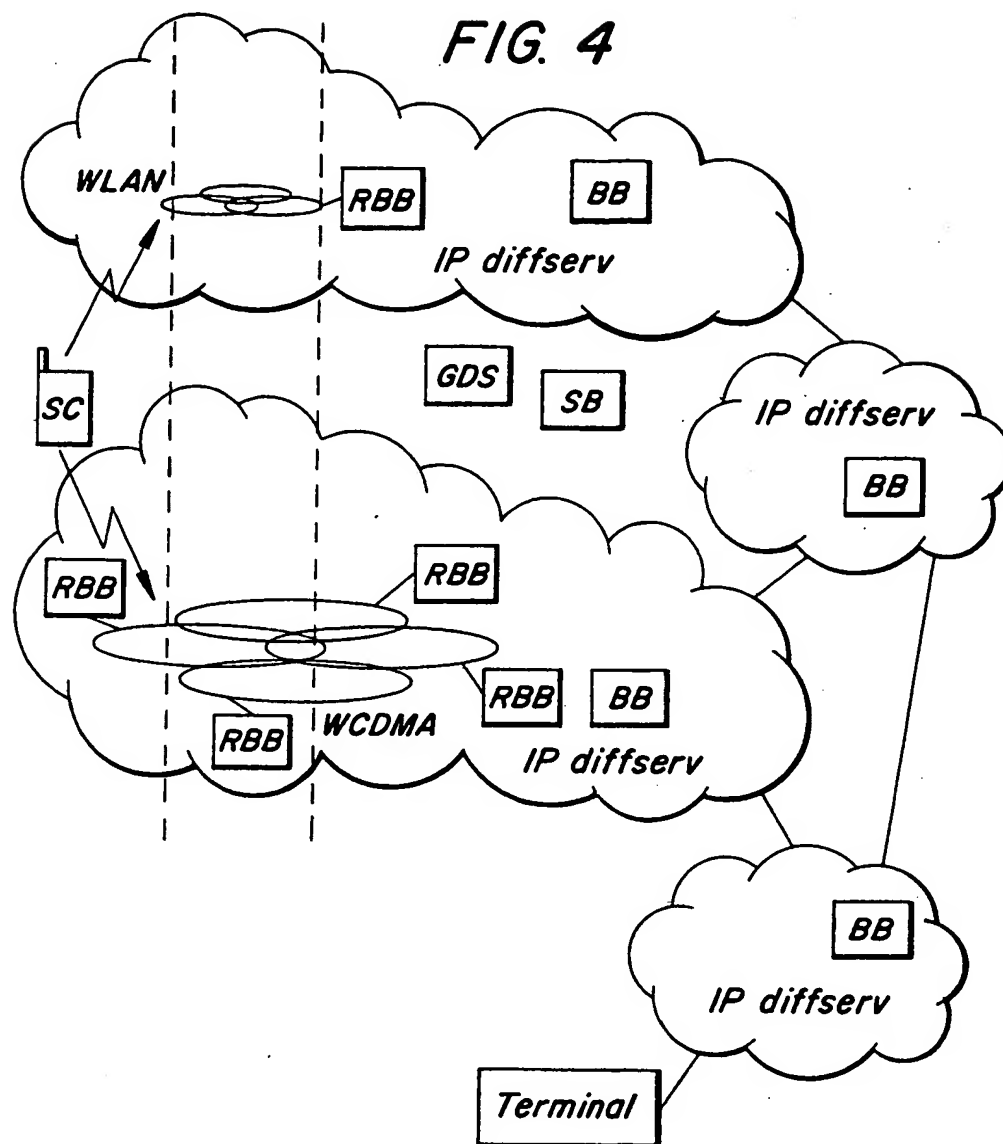 FIG. 4
WLAN
RBB
BB
IP diffserv
GDS
SB
SC
IP diffserv
BB
RBB
RBB
RBB
BB
RBB
WCDMA
IP diffserv
BB
IP diffserv
Terminal